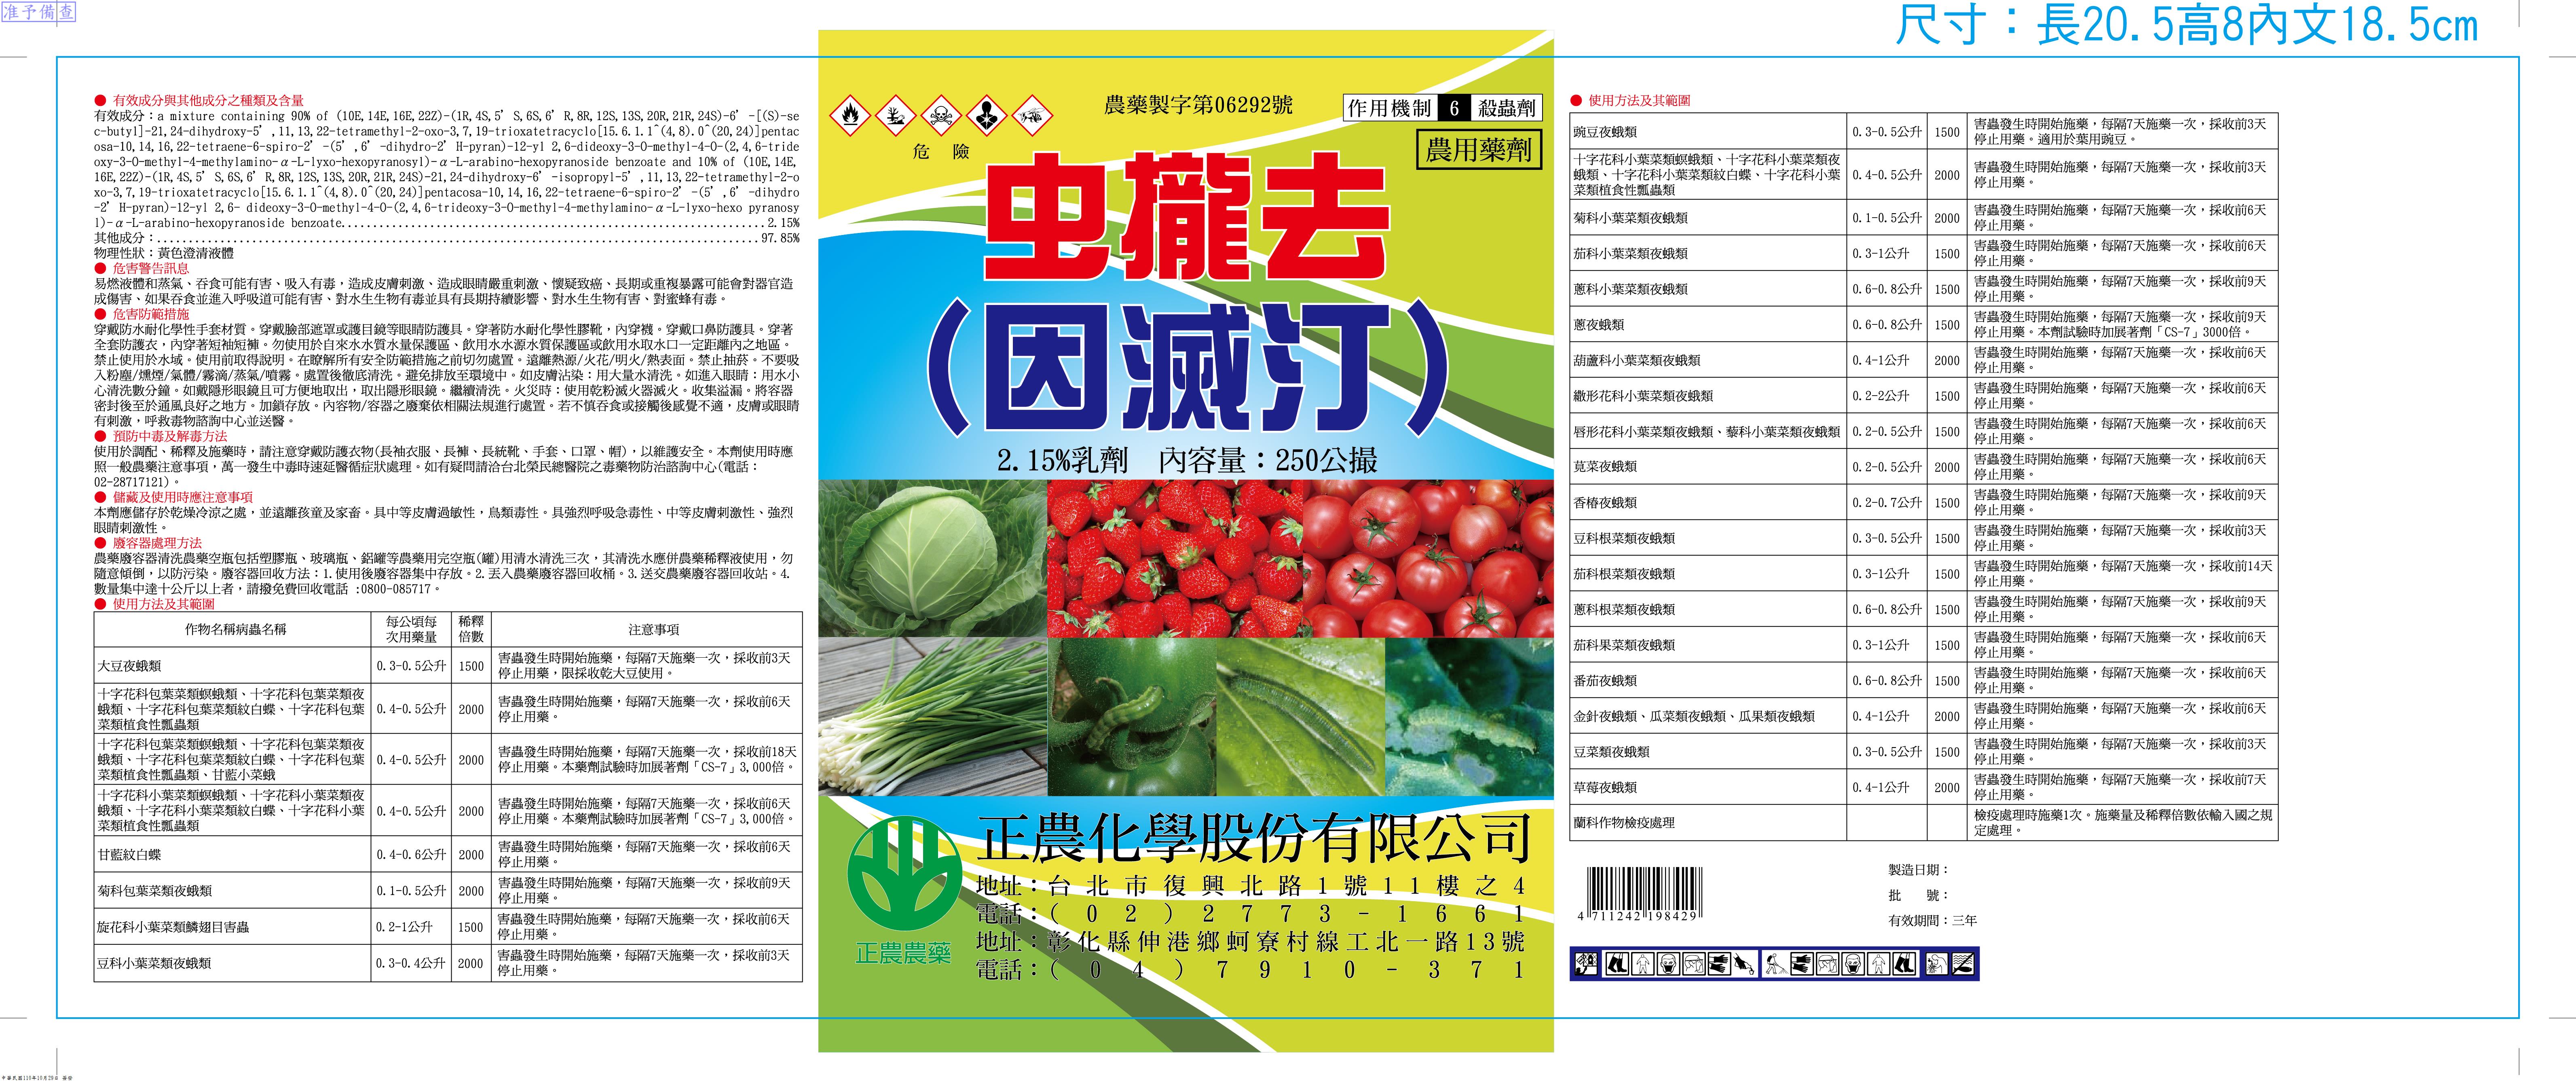 准予備查
尺寸：長20.5高8內文18.5cm
● 有效成分與其他成分之種類及含量
有效成分：a mixture containing 90% of (10E,14E,16E,22Z)-(1R,4S,5’S,6S,6’R,8R,12S,13S,20R,21R,24S)-6’-[(S)-se
c-butyl]-21,24-dihydroxy-5’,11,13,22-tetramethyl-2-oxo-3,7,19-trioxatetracyclo[15.6.1.1^(4,8).0^(20,24)]pentac
osa-10,14,16,22-tetraene-6-spiro-2’-(5’,6’-dihydro-2’H-pyran)-12-yl 2,6-dideoxy-3-O-methyl-4-O-(2,4,6-tride
oxy-3-O-methyl-4-methylamino-α-L-lyxo-hexopyranosyl)-α-L-arabino-hexopyranoside benzoate and 10% of (10E,14E,
16E,22Z)-(1R,4S,5’S,6S,6’R,8R,12S,13S,20R,21R,24S)-21,24-dihydroxy-6’-isopropyl-5’,11,13,22-tetramethyl-2-o
xo-3,7,19-trioxatetracyclo[15.6.1.1^(4,8).0^(20,24)]pentacosa-10,14,16,22-tetraene-6-spiro-2’-(5’,6’-dihydro
-2’H-pyran)-12-yl 2,6- dideoxy-3-O-methyl-4-O-(2,4,6-trideoxy-3-O-methyl-4-methylamino-α-L-lyxo-hexo pyranosy
l)-α-L-arabino-hexopyranoside benzoate................................................................2.15%
其他成分：................................................................97.85%
物理性狀：黃色澄清液體
● 危害警告訊息
易燃液體和蒸氣、吞食可能有害、吸入有毒，造成皮膚刺激、造成眼睛嚴重刺激、懷疑致癌、長期或重複暴露可能會對器官造
成傷害、如果吞食並進入呼吸道可能有害、對水生生物有毒並具有長期持續影響、對水生生物有害、對蜜蜂有毒。
● 危害防範措施
穿戴防水耐化學性手套材質。穿戴臉部遮罩或護目鏡等眼睛防護具。穿著防水耐化學性膠靴，內穿襪。穿戴口鼻防護具。穿著
全套防護衣，內穿著短袖短褲。勿使用於自來水水質水量保護區、飲用水水源水質保護區或飲用水取水口一定距離內之地區。
禁止使用於水域。使用前取得說明。在瞭解所有安全防範措施之前切勿處置。遠離熱源/火花/明火/熱表面。禁止抽菸。不要吸
入粉塵/燻煙/氣體/霧滴/蒸氣/噴霧。處置後徹底清洗。避免排放至環境中。如皮膚沾染：用大量水清洗。如進入眼睛：用水小
心清洗數分鐘。如戴隱形眼鏡且可方便地取出，取出隱形眼鏡。繼續清洗。火災時：使用乾粉滅火器滅火。收集溢漏。將容器
密封後至於通風良好之地方。加鎖存放。內容物/容器之廢棄依相關法規進行處置。若不慎吞食或接觸後感覺不適，皮膚或眼睛
有刺激，呼救毒物諮詢中心並送醫。
● 預防中毒及解毒方法
使用於調配、稀釋及施藥時，請注意穿戴防護衣物(長袖衣服、長褲、長統靴、手套、口罩、帽)，以維護安全。本劑使用時應
照一般農藥注意事項，萬一發生中毒時速延醫循症狀處理。如有疑問請洽台北榮民總醫院之毒藥物防治諮詢中心(電話：
02-28717121)。
● 儲藏及使用時應注意事項
本劑應儲存於乾燥冷涼之處，並遠離孩童及家畜。具中等皮膚過敏性，鳥類毒性。具強烈呼吸急毒性、中等皮膚刺激性、強烈
眼睛刺激性。
● 廢容器處理方法
農藥廢容器清洗農藥空瓶包括塑膠瓶、玻璃瓶、鋁罐等農藥用完空瓶(罐)用清水清洗三次，其清洗水應併農藥稀釋液使用，勿
隨意傾倒，以防污染。廢容器回收方法：1.使用後廢容器集中存放。2.丟入農藥廢容器回收桶。3.送交農藥廢容器回收站。4.
數量集中達十公斤以上者，請撥免費回收電話 :0800-085717。
● 使用方法及其範圍
作物名稱病蟲名稱 每公頃每次用藥量 稀釋倍數 注意事項
大豆夜蛾類 0.3-0.5公升 1500 害蟲發生時開始施藥，每隔7天施藥一次，採收前3天
停止用藥，限採收乾大豆使用。
十字花科包葉菜類螟蛾類、十字花科包葉菜類夜
蛾類、十字花科包葉菜類紋白蝶、十字花科包葉
菜類植食性瓢蟲類 0.4-0.5公升 2000 害蟲發生時開始施藥，每隔7天施藥一次，採收前6天
停止用藥。
十字花科包葉菜類螟蛾類、十字花科包葉菜類夜
蛾類、十字花科包葉菜類紋白蝶、十字花科包葉
菜類植食性瓢蟲類、甘藍小菜蛾 0.4-0.5公升 2000 害蟲發生時開始施藥，每隔7天施藥一次，採收前18天
停止用藥。本藥劑試驗時加展著劑「CS-7」3,000倍。
十字花科小葉菜類螟蛾類、十字花科小葉菜類夜
蛾類、十字花科小葉菜類紋白蝶、十字花科小葉
菜類植食性瓢蟲類 0.4-0.5公升 2000 害蟲發生時開始施藥，每隔7天施藥一次，採收前6天
停止用藥。本藥劑試驗時加展著劑「CS-7」3,000倍。
甘藍紋白蝶 0.4-0.6公升 2000 害蟲發生時開始施藥，每隔7天施藥一次，採收前6天
停止用藥。
菊科包葉菜類夜蛾類 0.1-0.5公升 2000 害蟲發生時開始施藥，每隔7天施藥一次，採收前9天
停止用藥。
旋花科小葉菜類鱗翅目害蟲 0.2-1公升 1500 害蟲發生時開始施藥，每隔7天施藥一次，採收前6天
停止用藥。
豆科小葉菜類夜蛾類 0.3-0.4公升 2000 害蟲發生時開始施藥，每隔7天施藥一次，採收前3天
停止用藥。
農藥製字第06292號
作用機制 6 殺蟲劑
危 險
農用藥劑
虫攏去
(因滅汀)
2.15%乳劑 內容量：250公撮
正農化學股份有限公司
地址：台北市復興北路1號11樓之4
電話：(02)2773-1661
地址：彰化縣伸港鄉蚵寮村線工北一路13號
電話：(04)7910-371
正農農藥
● 使用方法及其範圍
豌豆夜蛾類 0.3-0.5公升 1500 害蟲發生時開始施藥，每隔7天施藥一次，採收前3天
停止用藥。適用於葉用豌豆。
十字花科小葉菜類螟蛾類、十字花科小葉菜類夜
蛾類、十字花科小葉菜類紋白蝶、十字花科小葉
菜類植食性瓢蟲類 0.4-0.5公升 2000 害蟲發生時開始施藥，每隔7天施藥一次，採收前3天
停止用藥。
菊科小葉菜類夜蛾類 0.1-0.5公升 2000 害蟲發生時開始施藥，每隔7天施藥一次，採收前6天
停止用藥。
茄科小葉菜類夜蛾類 0.3-1公升 1500 害蟲發生時開始施藥，每隔7天施藥一次，採收前6天
停止用藥。
蔥科小葉菜類夜蛾類 0.6-0.8公升 1500 害蟲發生時開始施藥，每隔7天施藥一次，採收前9天
停止用藥。
蔥夜蛾類 0.6-0.8公升 1500 害蟲發生時開始施藥，每隔7天施藥一次，採收前9天
停止用藥。本劑試驗時加展著劑「CS-7」3000倍。
葫蘆科小葉菜類夜蛾類 0.4-1公升 2000 害蟲發生時開始施藥，每隔7天施藥一次，採收前6天
停止用藥。
繖形花科小葉菜類夜蛾類 0.2-2公升 1500 害蟲發生時開始施藥，每隔7天施藥一次，採收前6天
停止用藥。
唇形花科小葉菜類夜蛾類、藜科小葉菜類夜蛾類 0.2-0.5公升 1500 害蟲發生時開始施藥，每隔7天施藥一次，採收前6天
停止用藥。
莧菜夜蛾類 0.2-0.5公升 2000 害蟲發生時開始施藥，每隔7天施藥一次，採收前6天
停止用藥。
香椿夜蛾類 0.2-0.7公升 1500 害蟲發生時開始施藥，每隔7天施藥一次，採收前9天
停止用藥。
豆科根菜類夜蛾類 0.3-0.5公升 1500 害蟲發生時開始施藥，每隔7天施藥一次，採收前3天
停止用藥。
茄科根菜類夜蛾類 0.3-1公升 1500 害蟲發生時開始施藥，每隔7天施藥一次，採收前14天
停止用藥。
蔥科根菜類夜蛾類 0.6-0.8公升 1500 害蟲發生時開始施藥，每隔7天施藥一次，採收前9天
停止用藥。
茄科果菜類夜蛾類 0.3-1公升 1500 害蟲發生時開始施藥，每隔7天施藥一次，採收前6天
停止用藥。
番茄夜蛾類 0.6-0.8公升 1500 害蟲發生時開始施藥，每隔7天施藥一次，採收前6天
停止用藥。
金針夜蛾類、瓜菜類夜蛾類、瓜果類夜蛾類 0.4-1公升 2000 害蟲發生時開始施藥，每隔7天施藥一次，採收前6天
停止用藥。
豆菜類夜蛾類 0.3-0.5公升 1500 害蟲發生時開始施藥，每隔7天施藥一次，採收前3天
停止用藥。
草莓夜蛾類 0.4-1公升 2000 害蟲發生時開始施藥，每隔7天施藥一次，採收前7天
停止用藥。
蘭科作物檢疫處理 檢疫處理時施藥1次。施藥量及稀釋倍數依輸入國之規
定處理。
4 711242 198429
製造日期：
批 號：
有效期間：三年